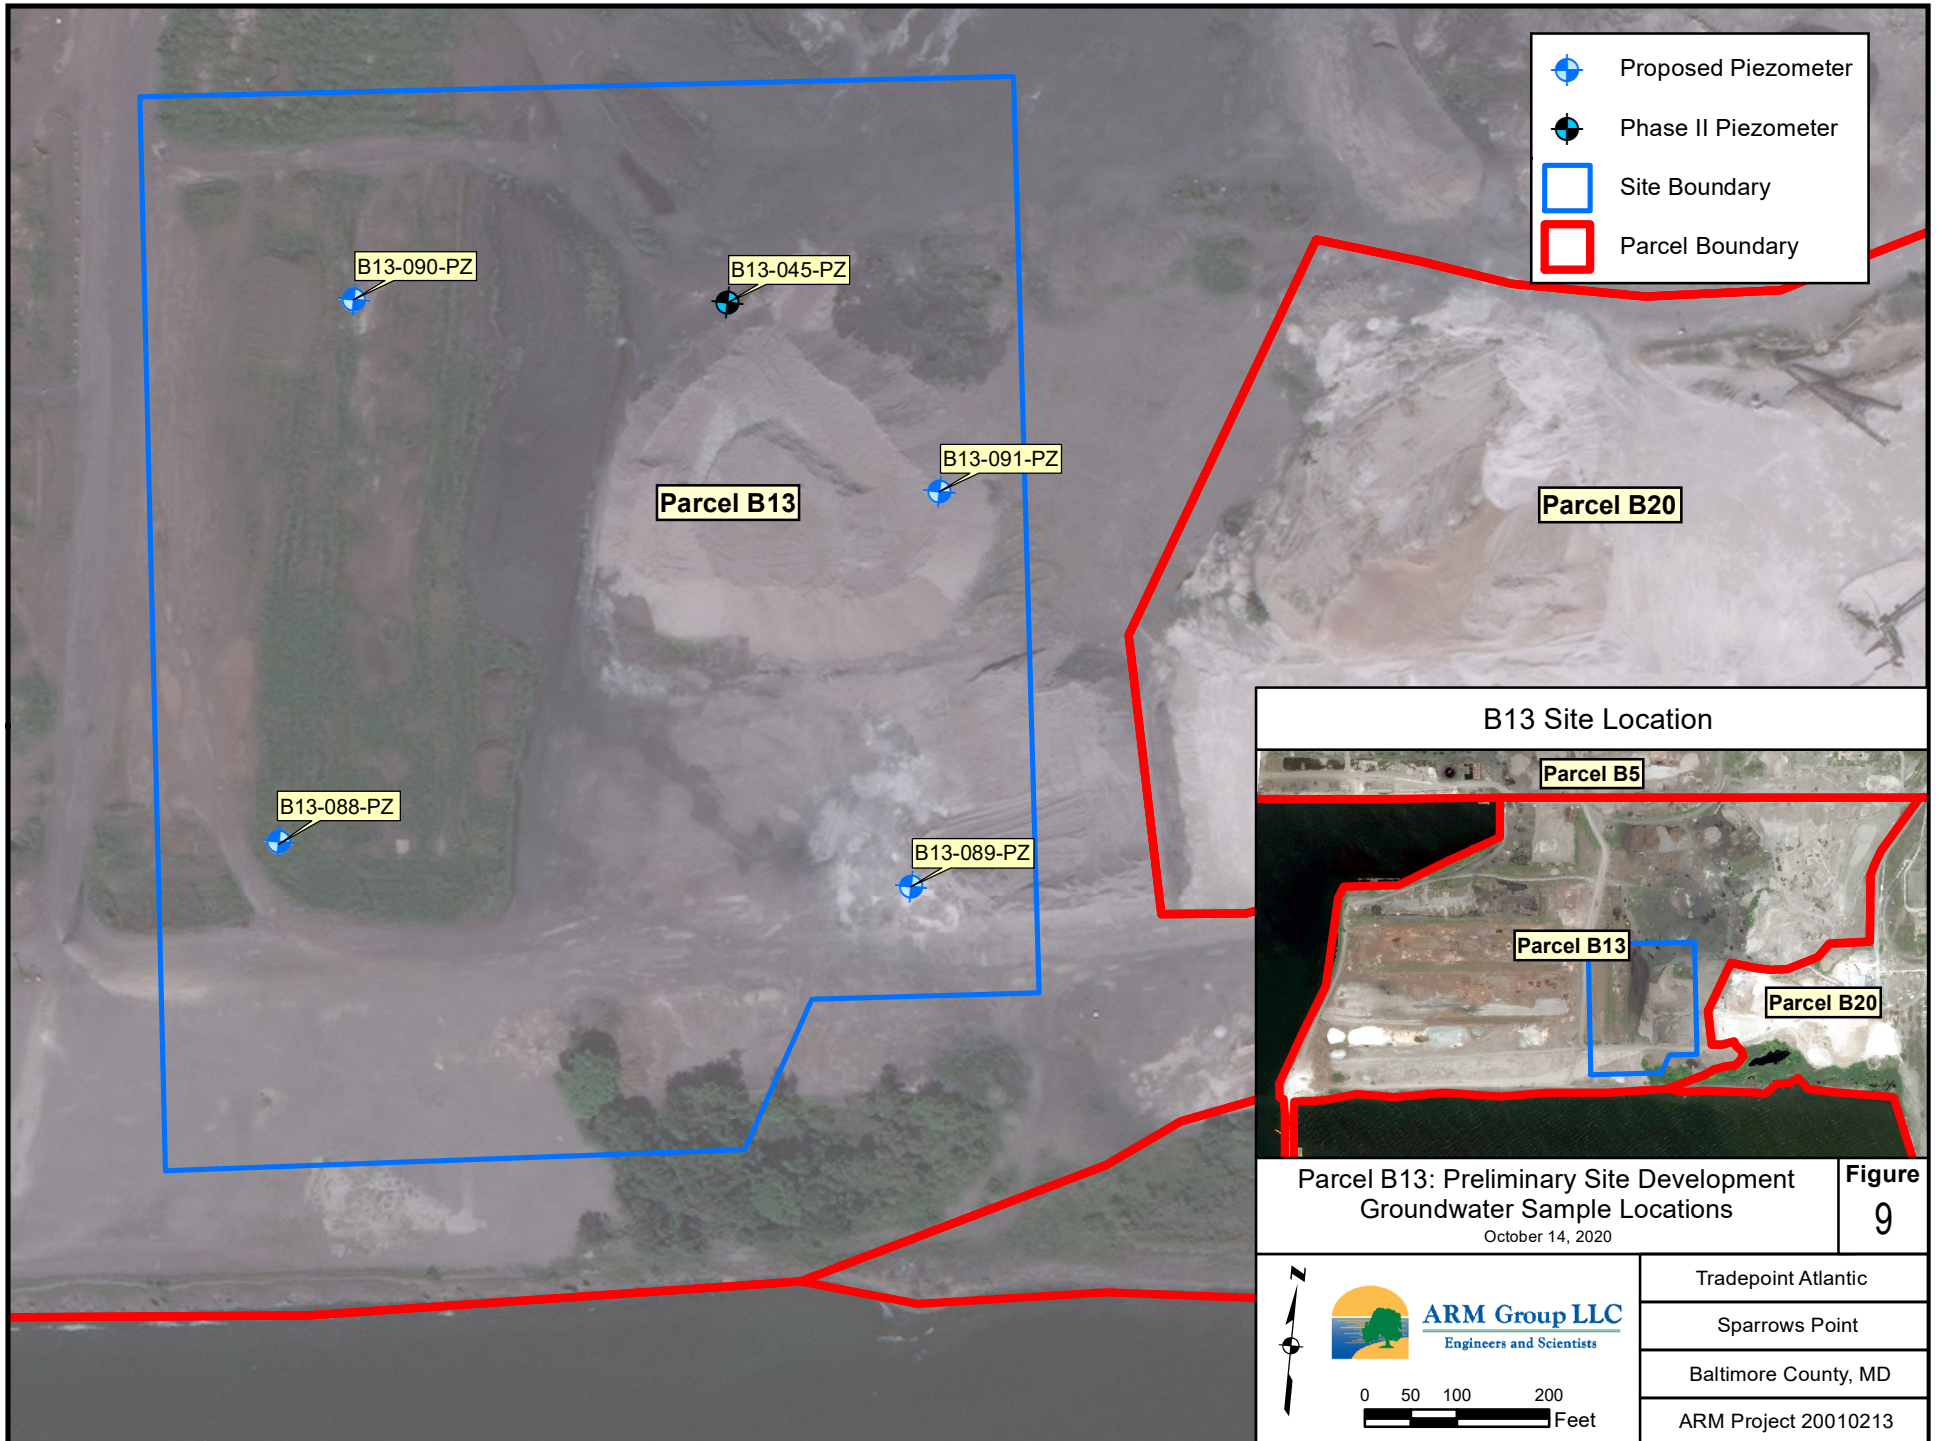 Proposed Piezometer
Phase II Piezometer
Site Boundary
Parcel Boundary
B13-090-PZ
B13-045-PZ
B13-091-PZ
Parcel B13
Parcel B20
B13-088-PZ
B13-089-PZ
B13 Site Location
Parcel B5
Parcel B13
Parcel B20
Parcel B13: Preliminary Site Development
Groundwater Sample Locations
October 14, 2020
Figure
9
N
ARM Group LLC
Engineers and Scientists
0 50 100 200
Feet
Tradepoint Atlantic
Sparrows Point
Baltimore County, MD
ARM Project 20010213